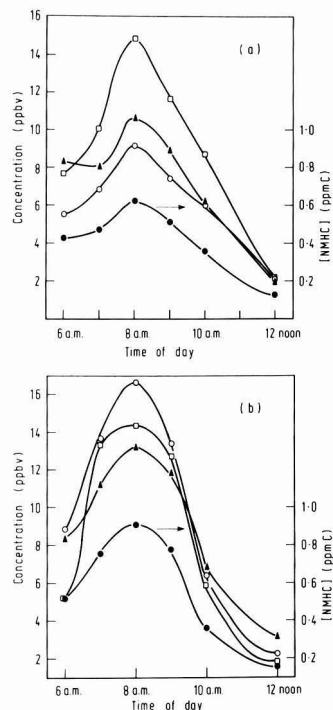 (a)
Concentration (ppbv)
16
14
12
10
8
6
4
2
1·0
0·8
0·6
0·4
0·2
[NMHC] (ppmC)
6 a.m.
8 a.m.
10 a.m.
12 noon
Time of day
(b)
Concentration (ppbv)
16
14
12
10
8
6
4
2
1·0
0·8
0·6
0·4
0·2
[NMHC] (ppmC)
6 a.m.
8 a.m.
10 a.m.
12 noon
Time of day